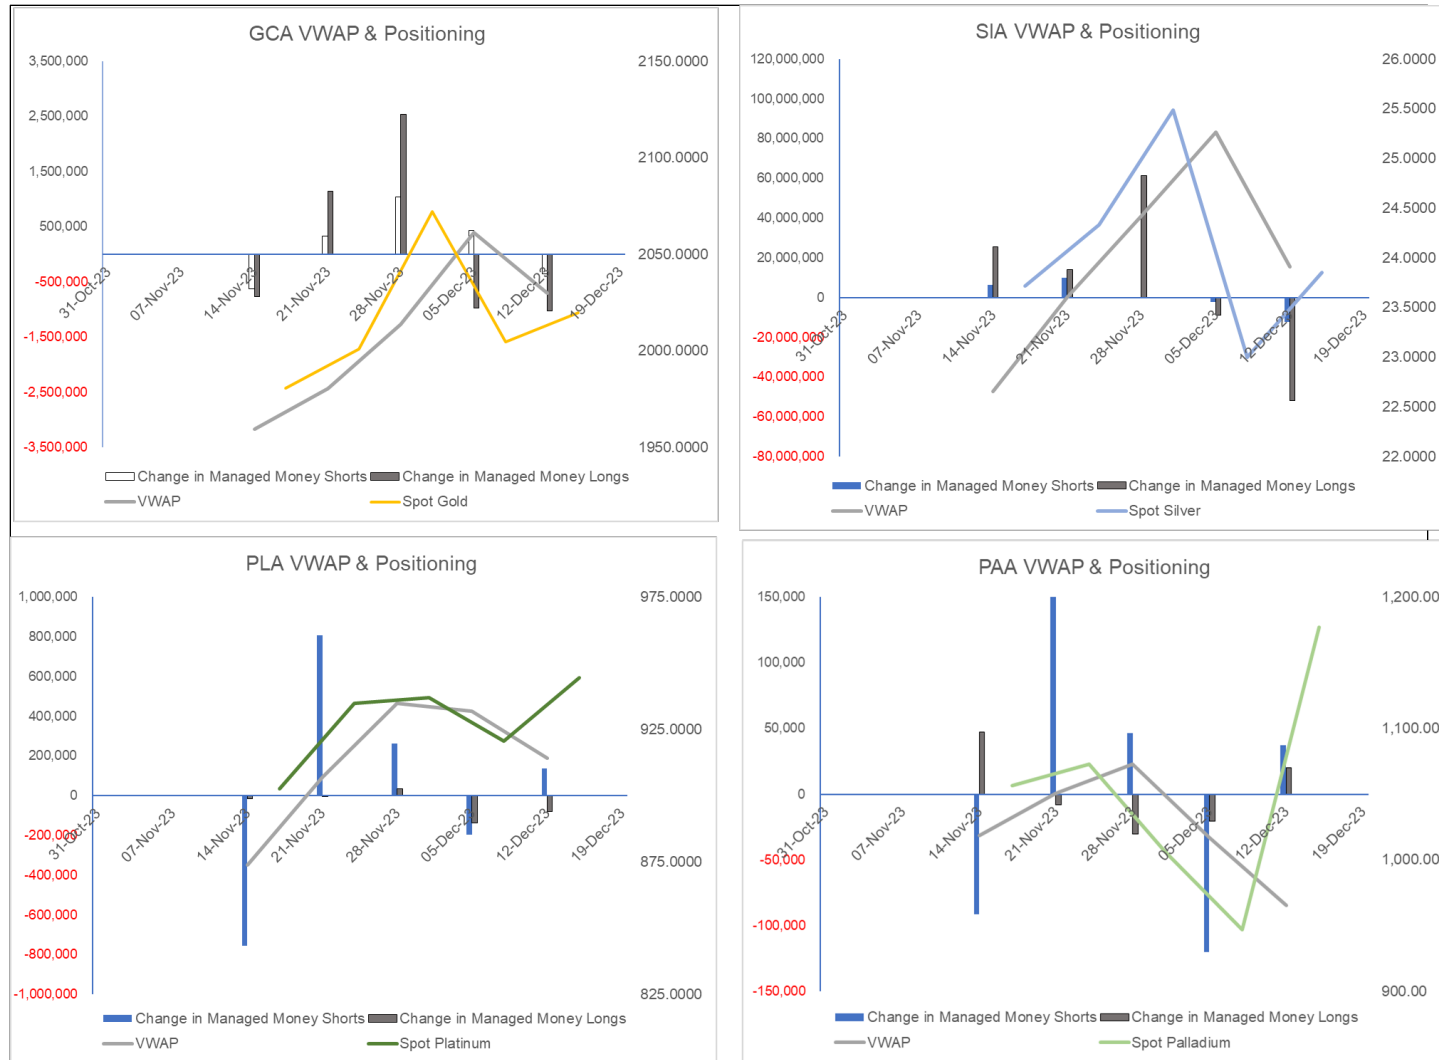 GCA VWAP & Positioning
3,500,000
2,500,000
1,500,000
500,000
-500,000
-1,500,000
-2,500,000
-3,500,000
2150.0000
2100.0000
2050.0000
2000.0000
1950.0000
31-Oct-23
07-Nov-23
14-Nov-23
21-Nov-23
28-Nov-23
05-Dec-23
12-Dec-23
19-Dec-23
Change in Managed Money Shorts
Change in Managed Money Longs
VWAP
Spot Gold
SIA VWAP & Positioning
120,000,000
100,000,000
80,000,000
60,000,000
40,000,000
20,000,000
0
-20,000,000
-40,000,000
-60,000,000
-80,000,000
26.0000
25.5000
25.0000
24.5000
24.0000
23.5000
23.0000
22.5000
22.0000
31-Oct-23
07-Nov-23
14-Nov-23
21-Nov-23
28-Nov-23
05-Dec-23
12-Dec-23
19-Dec-23
Change in Managed Money Shorts
Change in Managed Money Longs
VWAP
Spot Silver
PLA VWAP & Positioning
1,000,000
800,000
600,000
400,000
200,000
0
-200,000
-400,000
-600,000
-800,000
-1,000,000
975.0000
925.0000
875.0000
825.0000
31-Oct-23
07-Nov-23
14-Nov-23
21-Nov-23
28-Nov-23
05-Dec-23
12-Dec-23
19-Dec-23
Change in Managed Money Shorts
Change in Managed Money Longs
VWAP
Spot Platinum
PAA VWAP & Positioning
150,000
100,000
50,000
0
-50,000
-100,000
-150,000
1,200.00
1,100.00
1,000.00
900.00
31-Oct-23
07-Nov-23
14-Nov-23
21-Nov-23
28-Nov-23
05-Dec-23
12-Dec-23
19-Dec-23
Change in Managed Money Shorts
Change in Managed Money Longs
VWAP
Spot Palladium